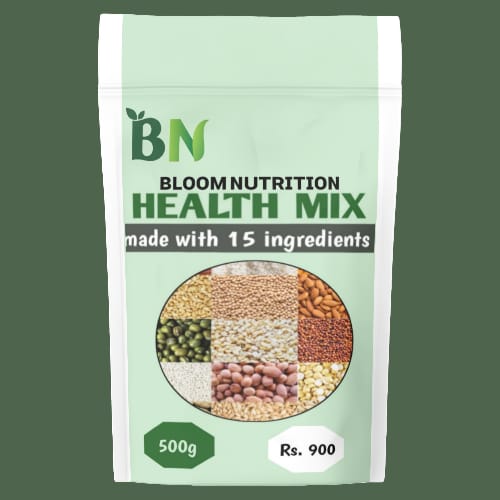 BN
BLOOM NUTRITION
HEALTH MIX
made with 15 ingredients
500g
Rs. 900